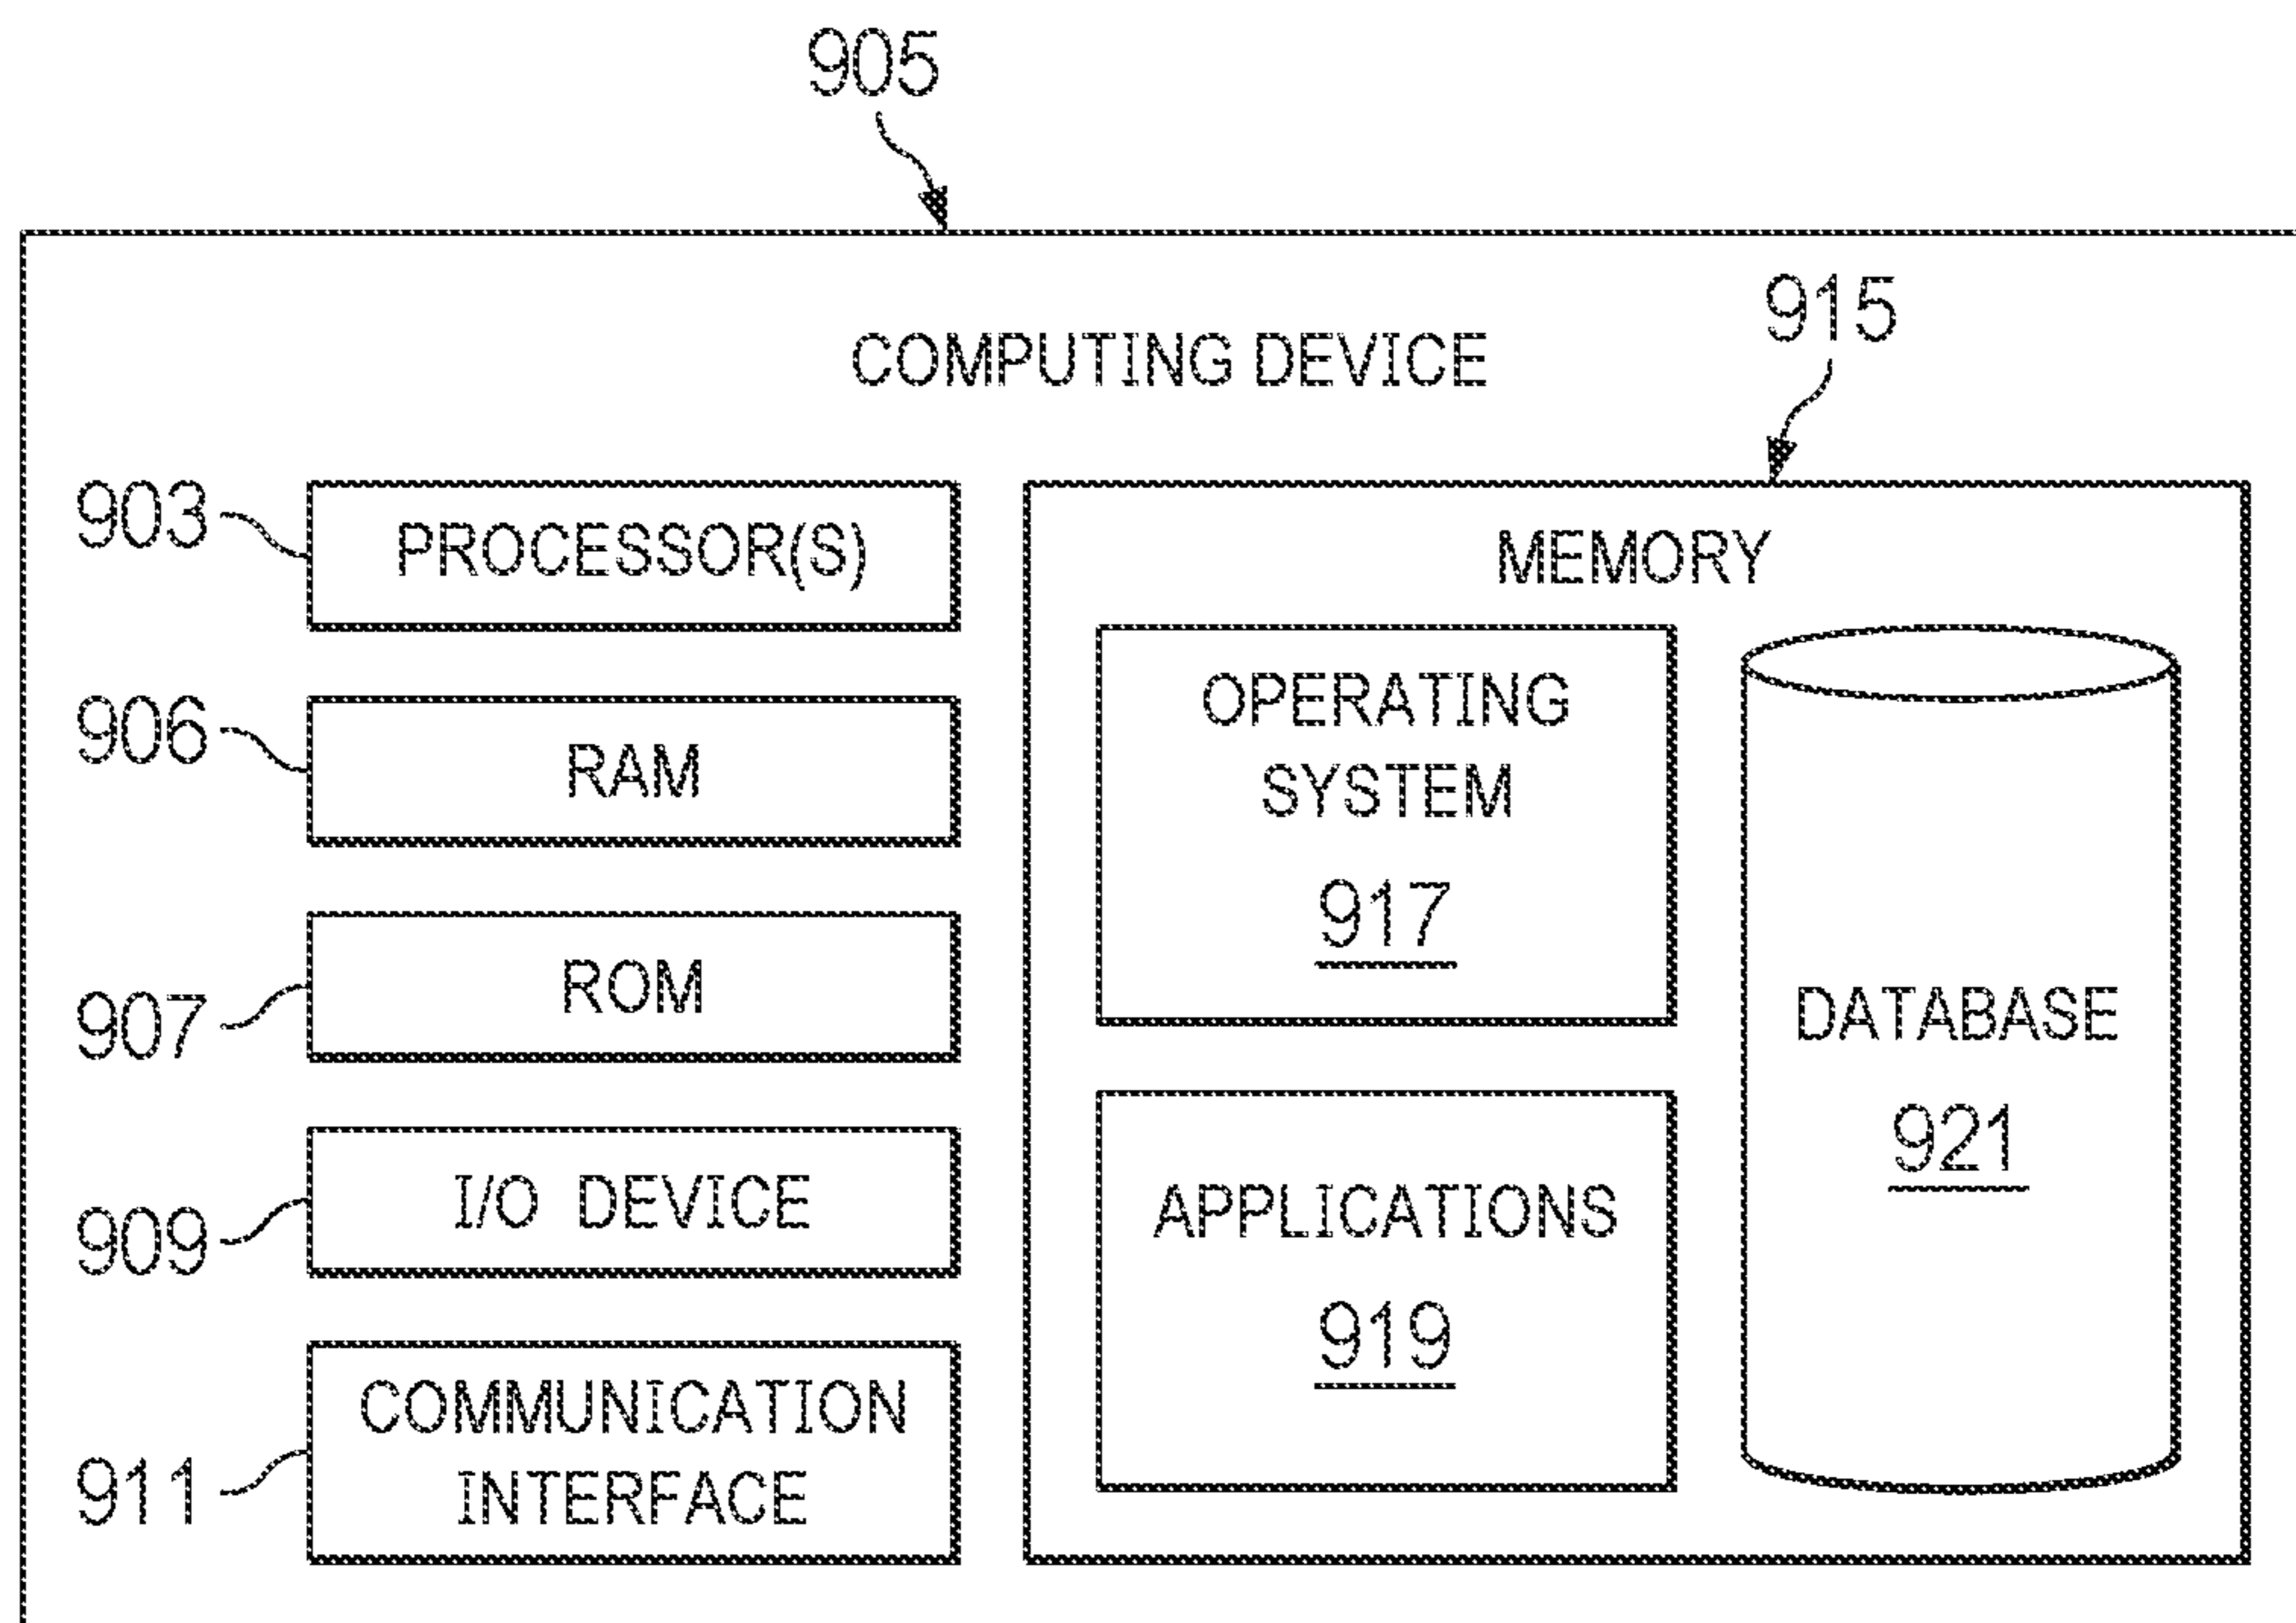 905
COMPUTING DEVICE
915
903
PROCESSOR(S)
906
RAM
907
ROM
909
I/O DEVICE
911
COMMUNICATION
INTERFACE
MEMORY
OPERATING
SYSTEM
917
APPLICATIONS
919
DATABASE
921